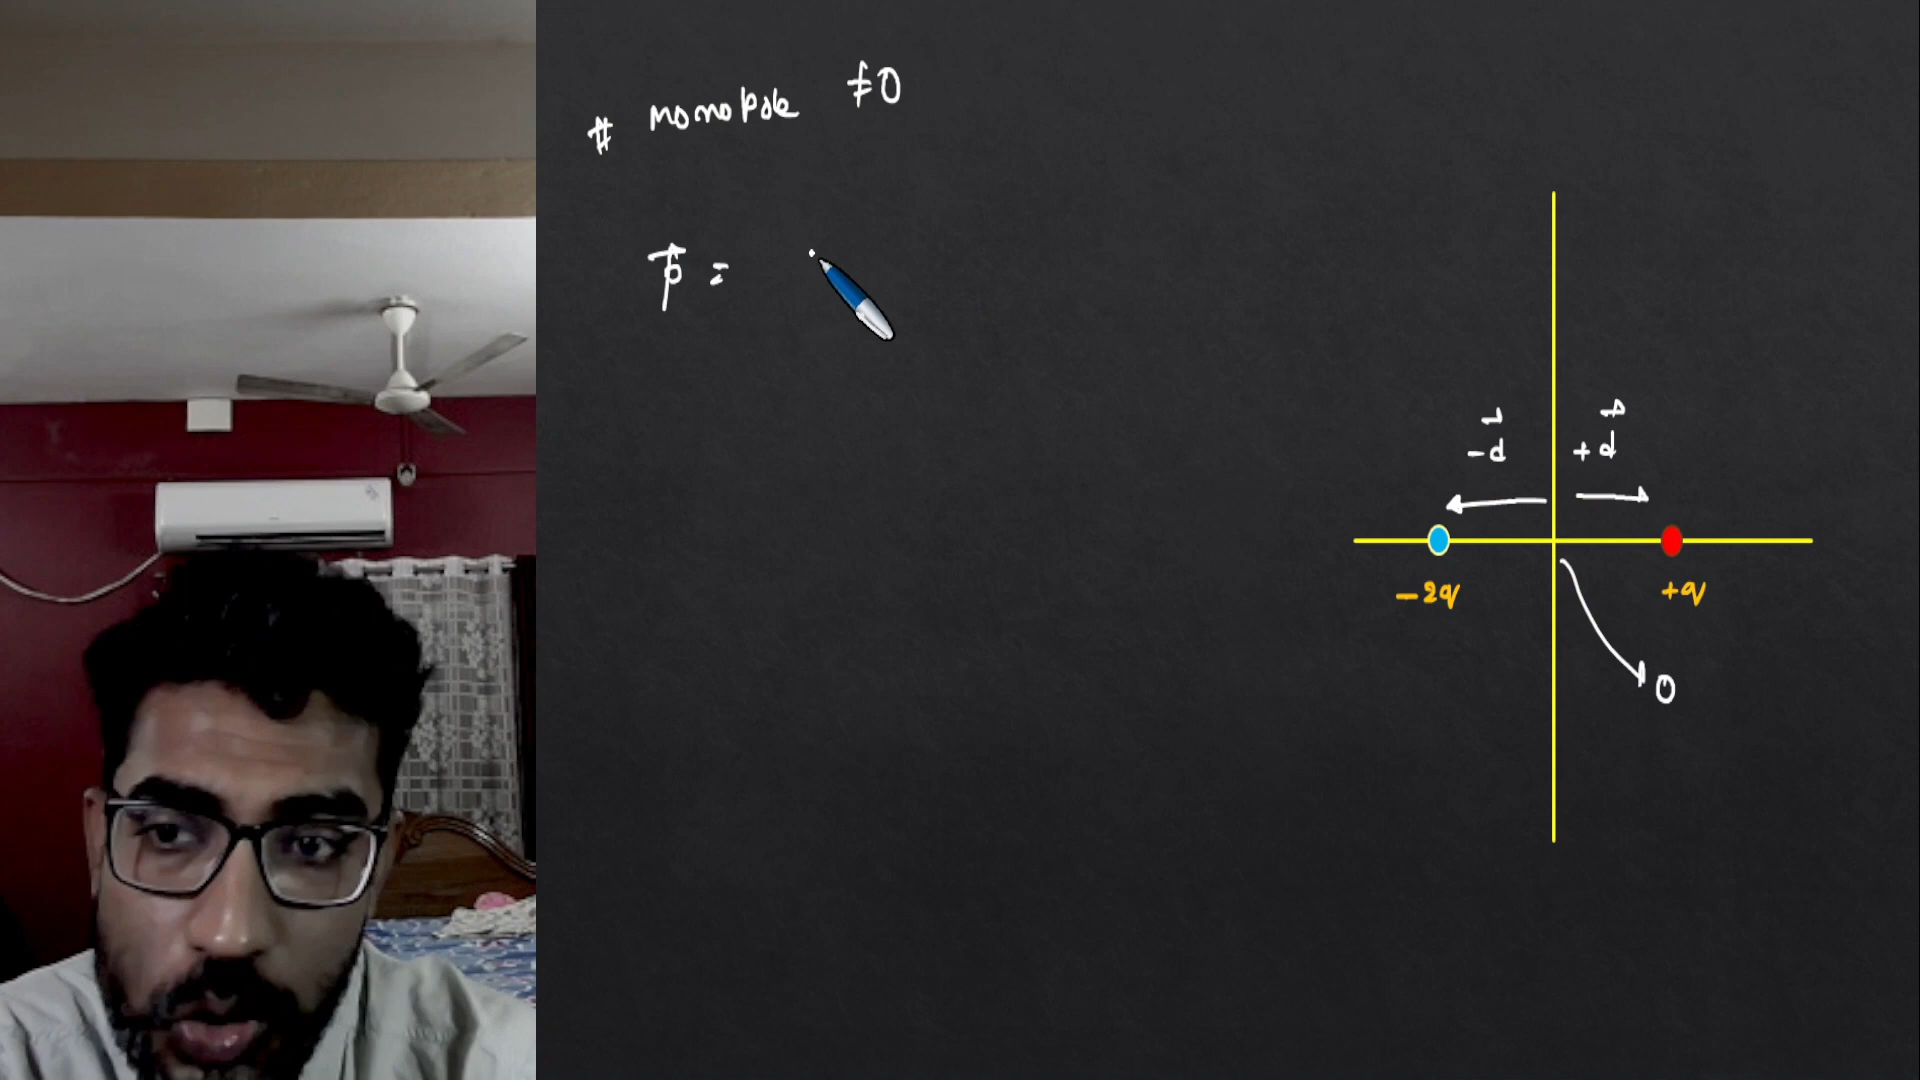 # monopole ≠0
p⃗ =
-d⃗ +d⃗
-2q +q
0